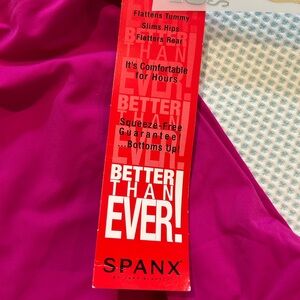 Flattens Tummy
Slims Hips
Flatters Rear
BETTER
THAN
EVER!
It's Comfortable
for Hours
BETTER
THAN
EVER!
Squeeze-Free
Guarantee
...Bottoms Up!
BETTER
THAN
EVER!
SPANX